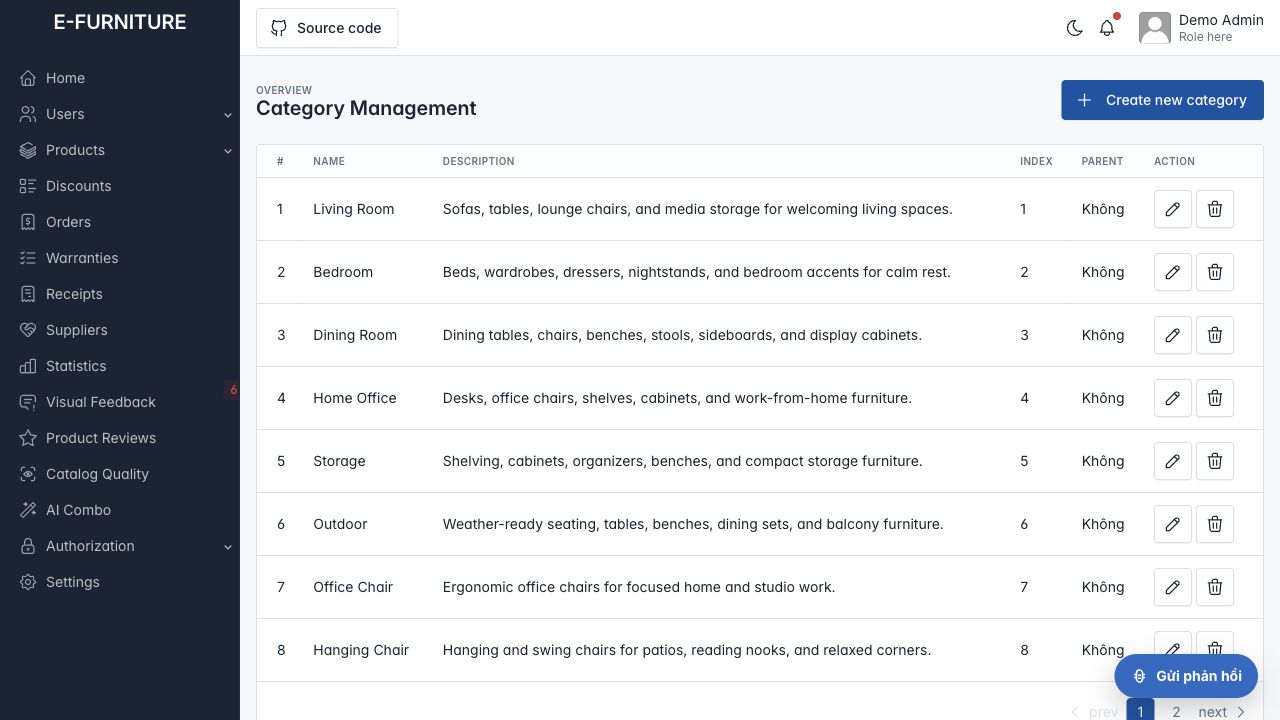 E-FURNITURE
Source code
Demo Admin
Role here
Home
Users
Products
Discounts
Orders
Warranties
Receipts
Suppliers
Statistics
6
Visual Feedback
Product Reviews
Catalog Quality
AI Combo
Authorization
Settings
OVERVIEW
Category Management
Create new category
# NAME DESCRIPTION INDEX PARENT ACTION
1 Living Room Sofas, tables, lounge chairs, and media storage for welcoming living spaces. 1 Không
2 Bedroom Beds, wardrobes, dressers, nightstands, and bedroom accents for calm rest. 2 Không
3 Dining Room Dining tables, chairs, benches, stools, sideboards, and display cabinets. 3 Không
4 Home Office Desks, office chairs, shelves, cabinets, and work-from-home furniture. 4 Không
5 Storage Shelving, cabinets, organizers, benches, and compact storage furniture. 5 Không
6 Outdoor Weather-ready seating, tables, benches, dining sets, and balcony furniture. 6 Không
7 Office Chair Ergonomic office chairs for focused home and studio work. 7 Không
8 Hanging Chair Hanging and swing chairs for patios, reading nooks, and relaxed corners. 8 Không
Gửi phản hồi
prev 1 2 next